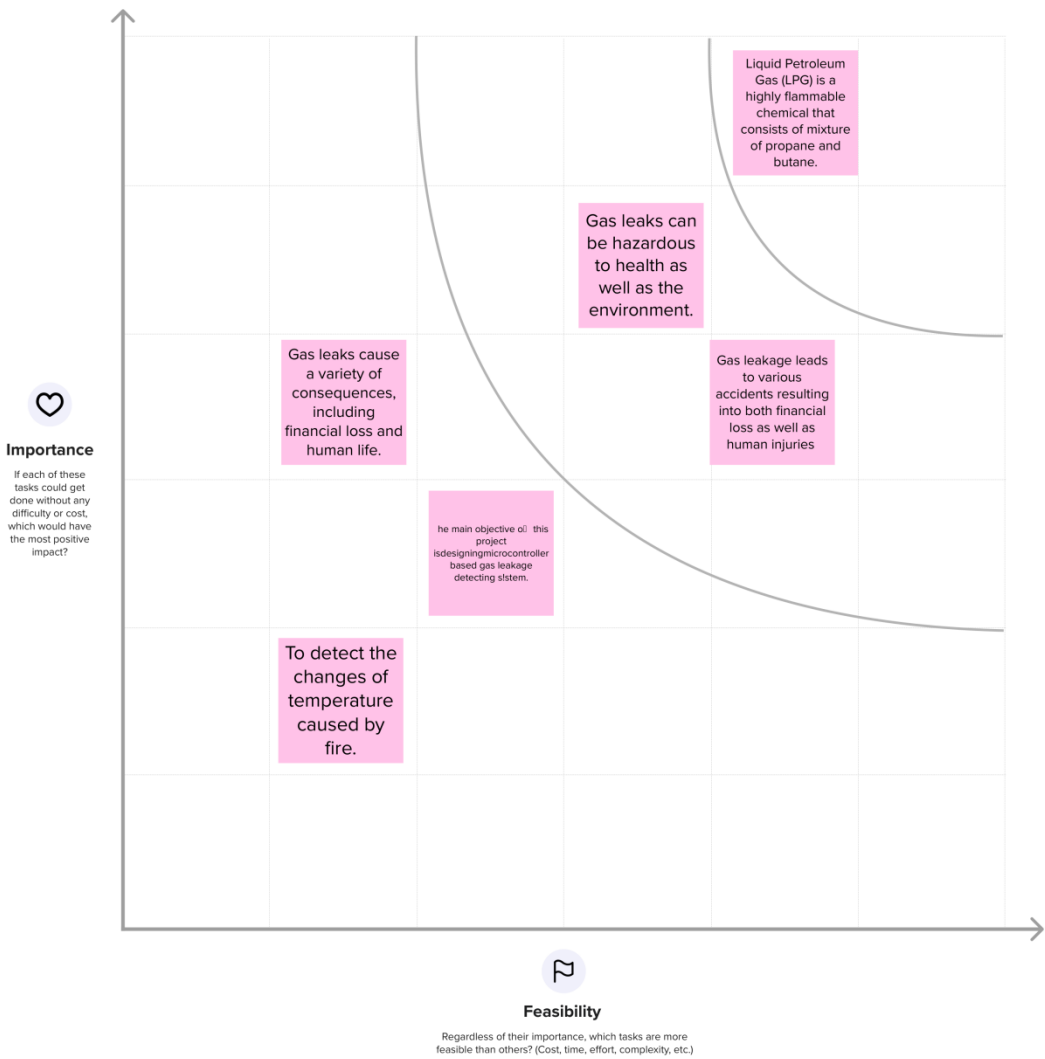 Liquid Petroleum
Gas (LPG) is a
highly flammable
chemical that
consists of mixture
of propane and
butane.
Gas leaks can
be hazardous
to health as
well as the
environment.
Gas leaks cause
a variety of
consequences,
including
financial loss and
human life.
Gas leakage leads
to various
accidents resulting
into both financial
loss as well as
human injuries
Importance
If each of these
tasks could get
done without any
difficulty or cost,
which would have
the most positive
impact?
he main objective o▯ this
project
isdesigningmicrocontroller
based gas leakage
detecting s!stem.
To detect the
changes of
temperature
caused by
fire.
Feasibility
Regardless of their importance, which tasks are more
feasible than others? (Cost, time, effort, complexity, etc.)